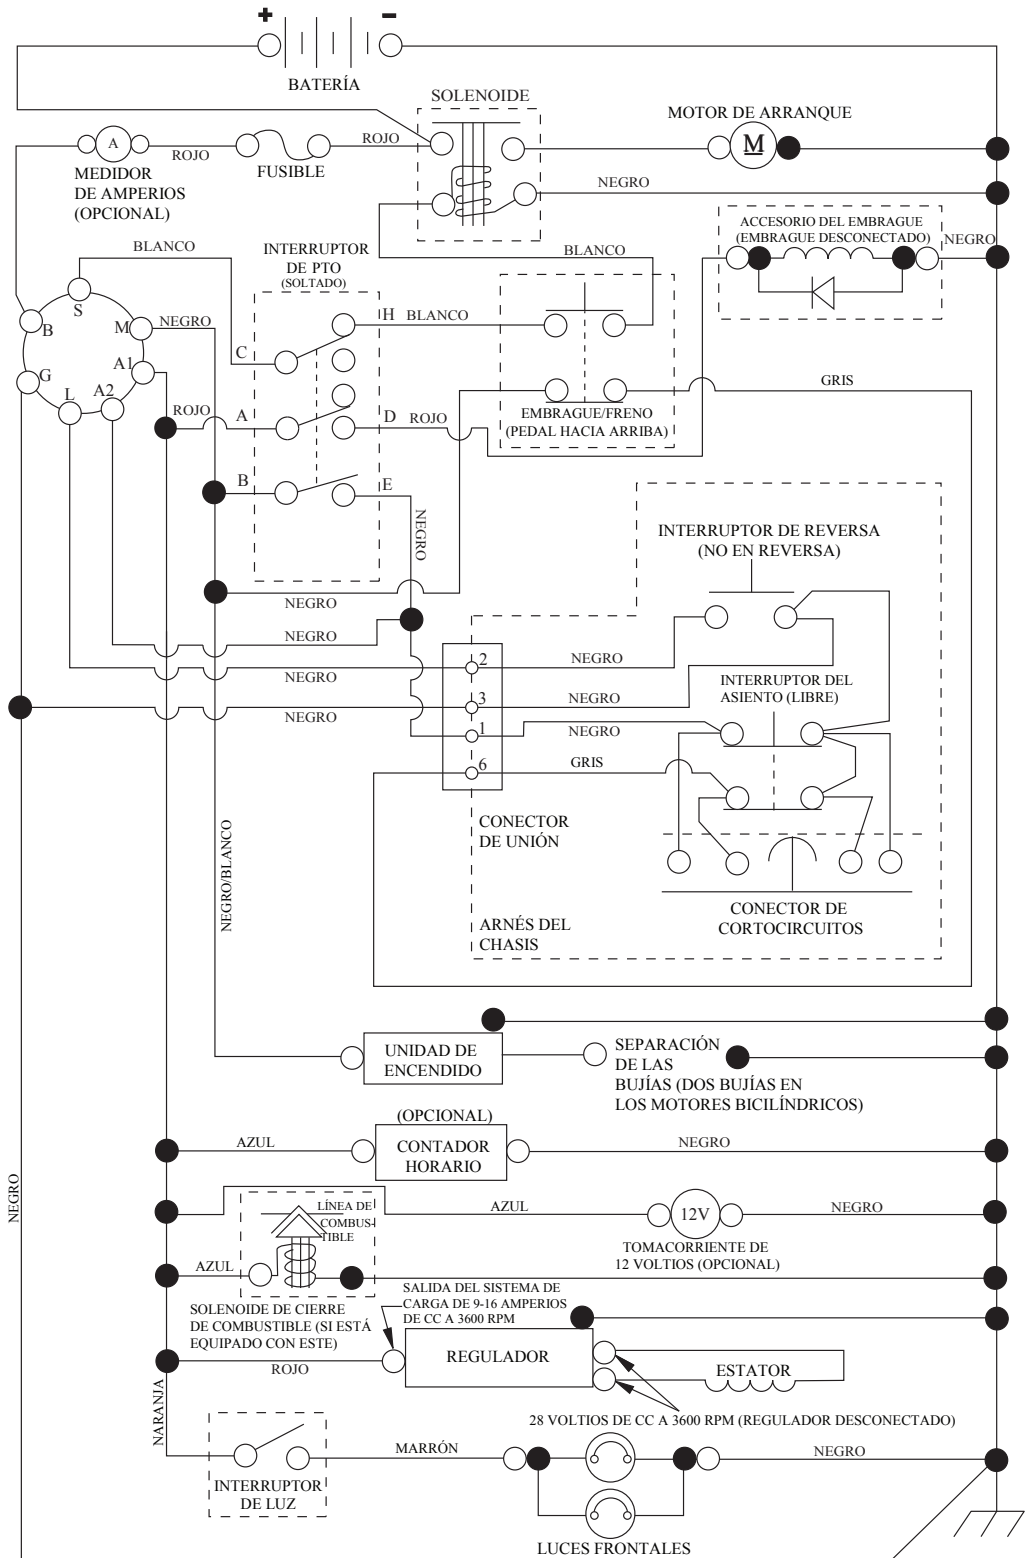 + −
BATERÍA
SOLENOIDE
MOTOR DE ARRANQUE
A
M
ROJO
ROJO
MEDIDOR
DE AMPERIOS
(OPCIONAL)
FUSIBLE
NEGRO
ACCESORIO DEL EMBRAGUE
(EMBRAGUE DESCONECTADO)
NEGRO
BLANCO
INTERRUPTOR
DE PTO
(SOLTADO)
BLANCO
S
B
M
NEGRO
H
BLANCO
C
G
A1
L
A2
GRIS
ROJO
A
D
ROJO
EMBRAGUE/FRENO
(PEDAL HACIA ARRIBA)
B
E
NEGRO
INTERRUPTOR DE REVERSA
(NO EN REVERSA)
NEGRO
NEGRO
NEGRO
2
NEGRO
INTERRUPTOR DEL
ASIENTO (LIBRE)
NEGRO
3
NEGRO
1
NEGRO
6
GRIS
CONECTOR
DE UNIÓN
NEGRO/BLANCO
CONECTOR DE
CORTOCIRCUITOS
ARNÉS DEL
CHASIS
UNIDAD DE
ENCENDIDO
SEPARACIÓN
DE LAS
BUJÍAS (DOS BUJÍAS EN
LOS MOTORES BICILÍNDRICOS)
(OPCIONAL)
AZUL
CONTADOR
HORARIO
NEGRO
NEGRO
LÍNEA DE
COMBUS-
TIBLE
AZUL
12V
NEGRO
TOMACORRIENTE DE
12 VOLTIOS (OPCIONAL)
AZUL
SOLENOIDE DE CIERRE
DE COMBUSTIBLE (SI ESTÁ
EQUIPADO CON ESTE)
SALIDA DEL SISTEMA DE
CARGA DE 9-16 AMPERIOS
DE CC A 3600 RPM
ROJO
REGULADOR
ESTATOR
28 VOLTIOS DE CC A 3600 RPM (REGULADOR DESCONECTADO)
NARANJA
INTERRUPTOR
DE LUZ
MARRÓN
NEGRO
LUCES FRONTALES